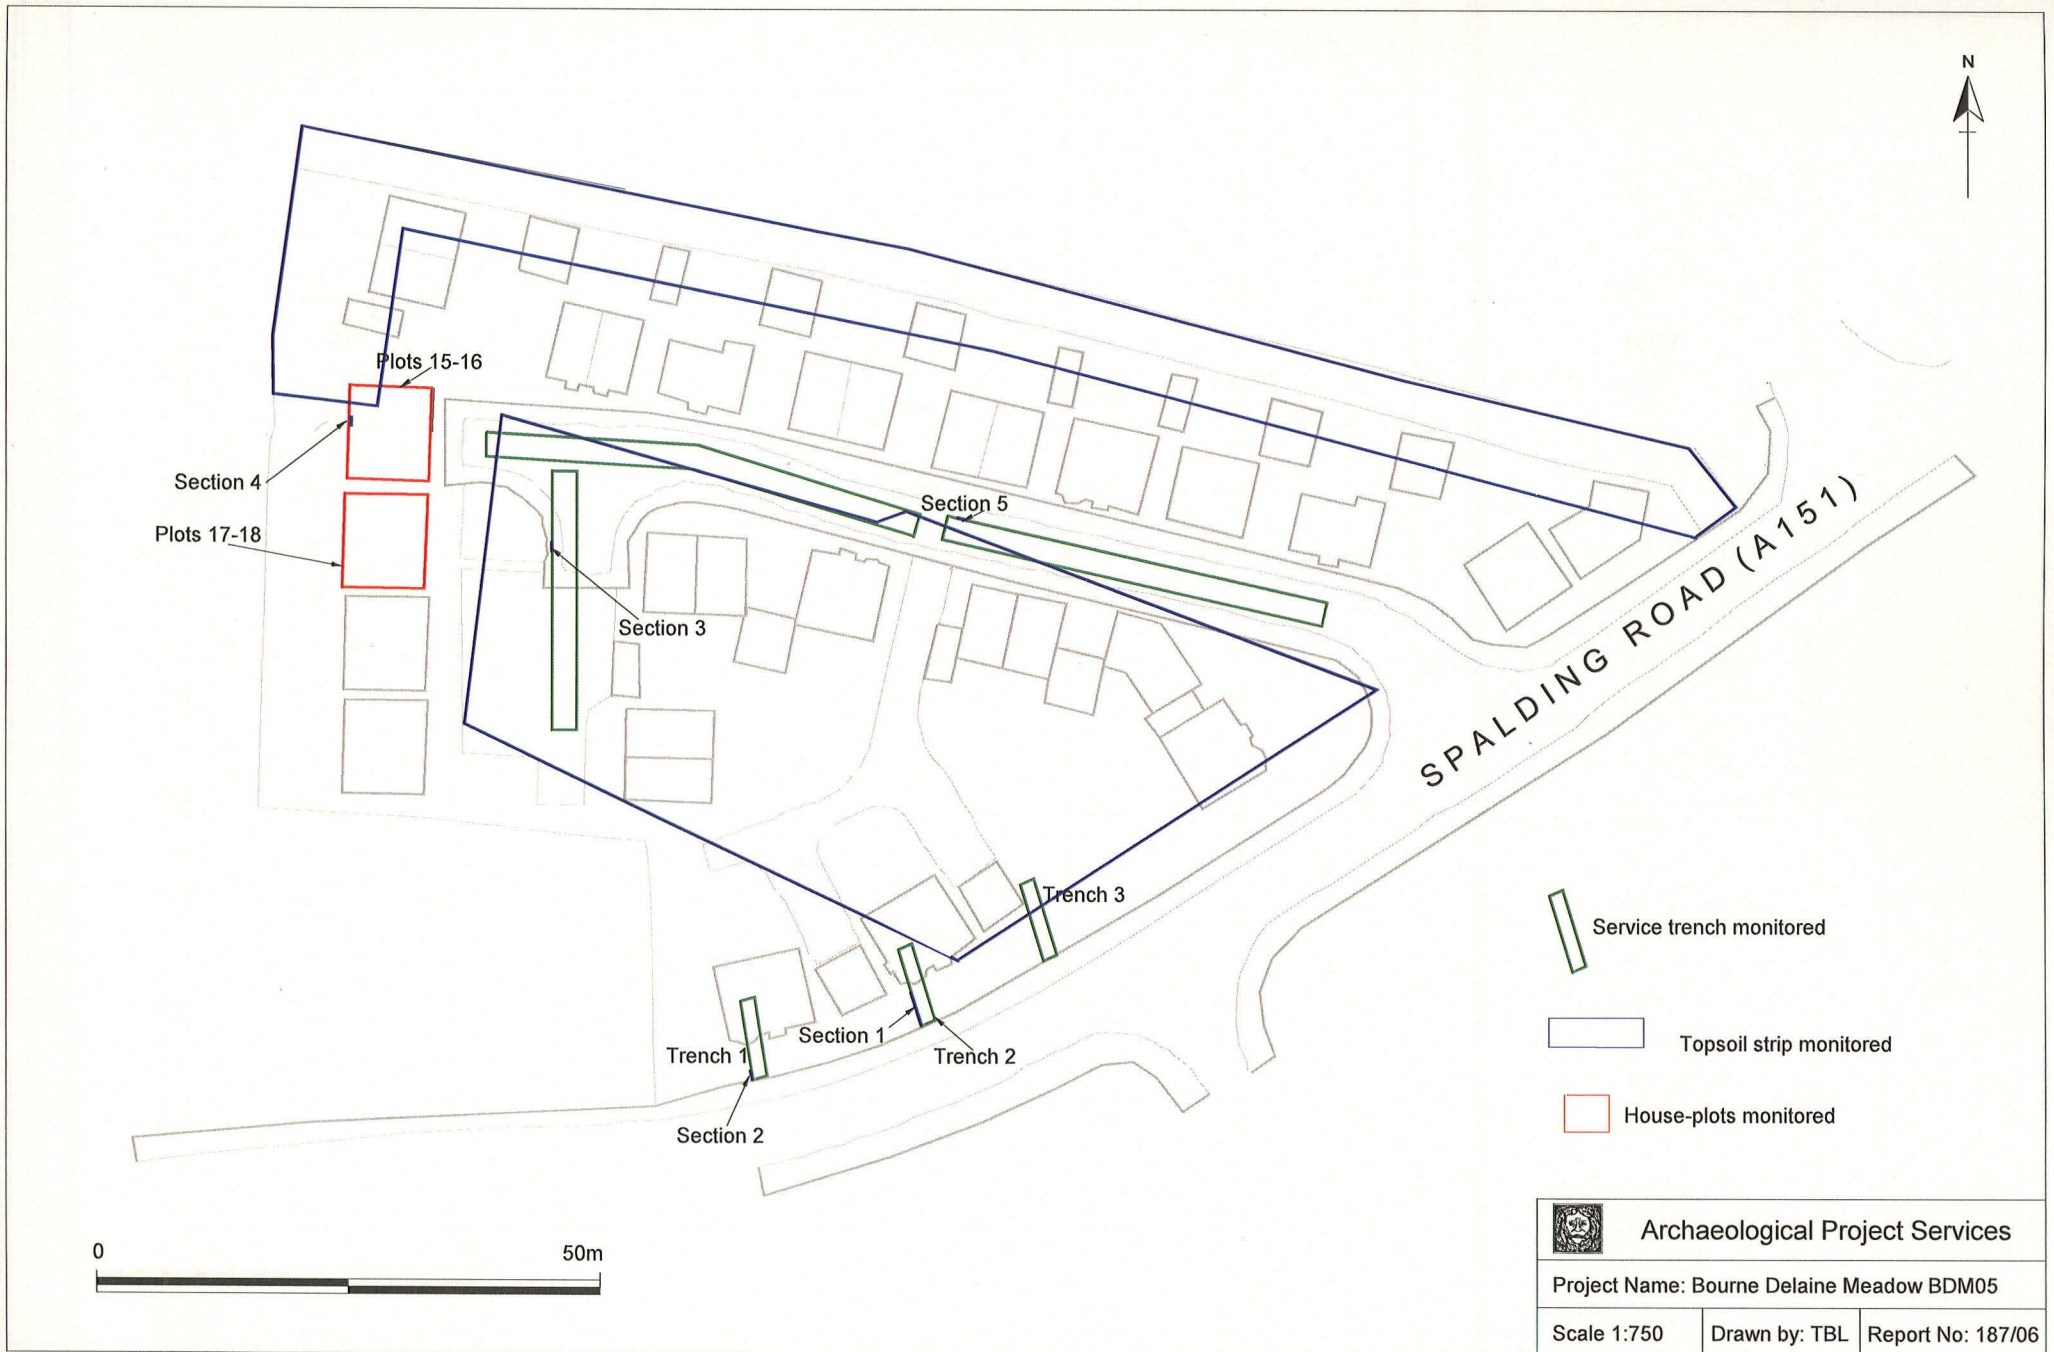 N
Plots 15-16
Section 4
Section 5
Plots 17-18
Section 3
SPALDING ROAD (A151)
Trench 3
Service trench monitored
Section 1
Trench 1
Trench 2
Topsoil strip monitored
House-plots monitored
Section 2
0 50m
Archaeological Project Services
Project Name: Bourne Delaine Meadow BDM05
Scale 1:750 Drawn by: TBL Report No: 187/06